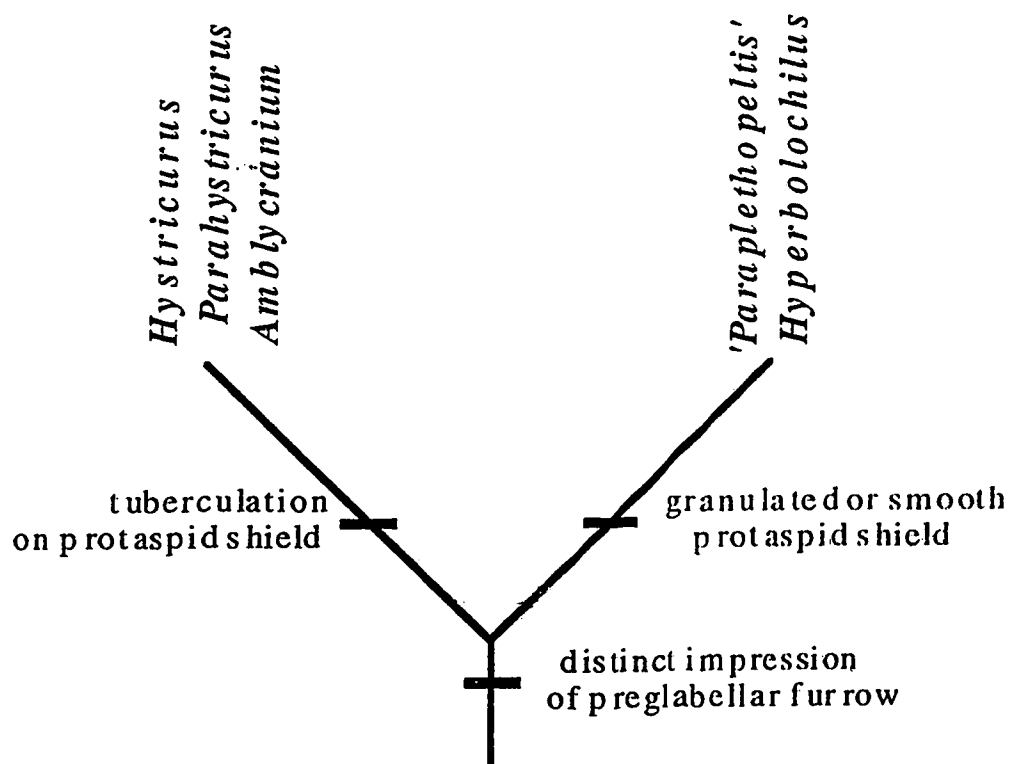 Hystricurus
Parahystricurus
Amblycranium
'Paraplethopeltis'
Hyperbolochilus
tuberculation
on protaspid shield
granulated or smooth
protaspid shield
distinct impression
of preglabellar furrow